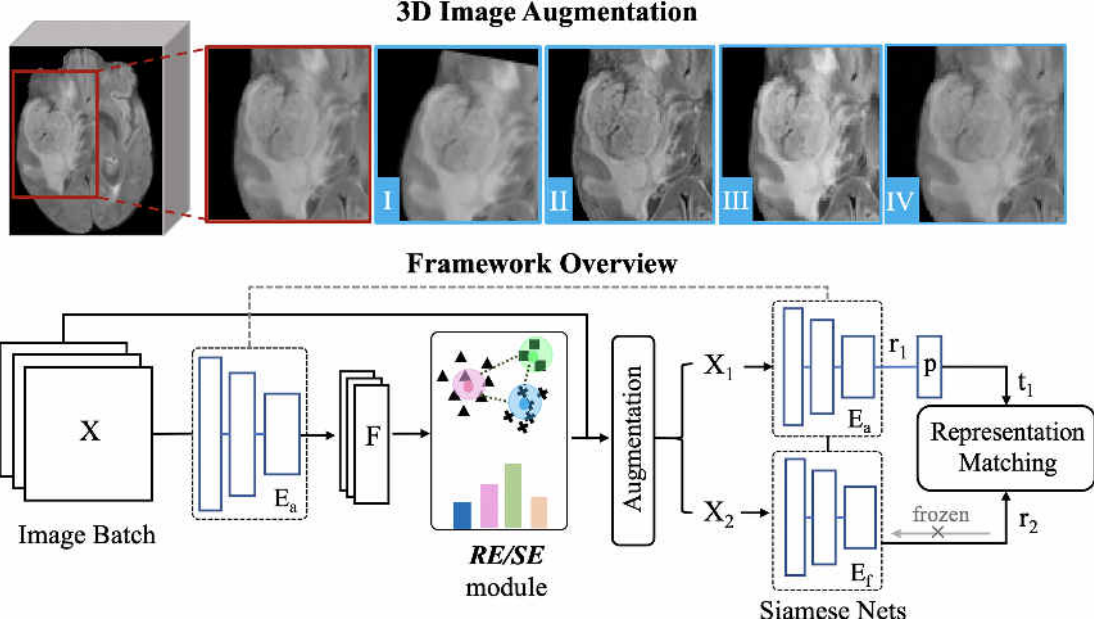 3D Image Augmentation
I
II
III
IV
Framework Overview
X
Image Batch
Eₐ
F
RE/SE
module
Augmentation
X₁
X₂
Eₐ
r₁
p
t₁
Representation
Matching
E_f
frozen
r₂
Siamese Nets